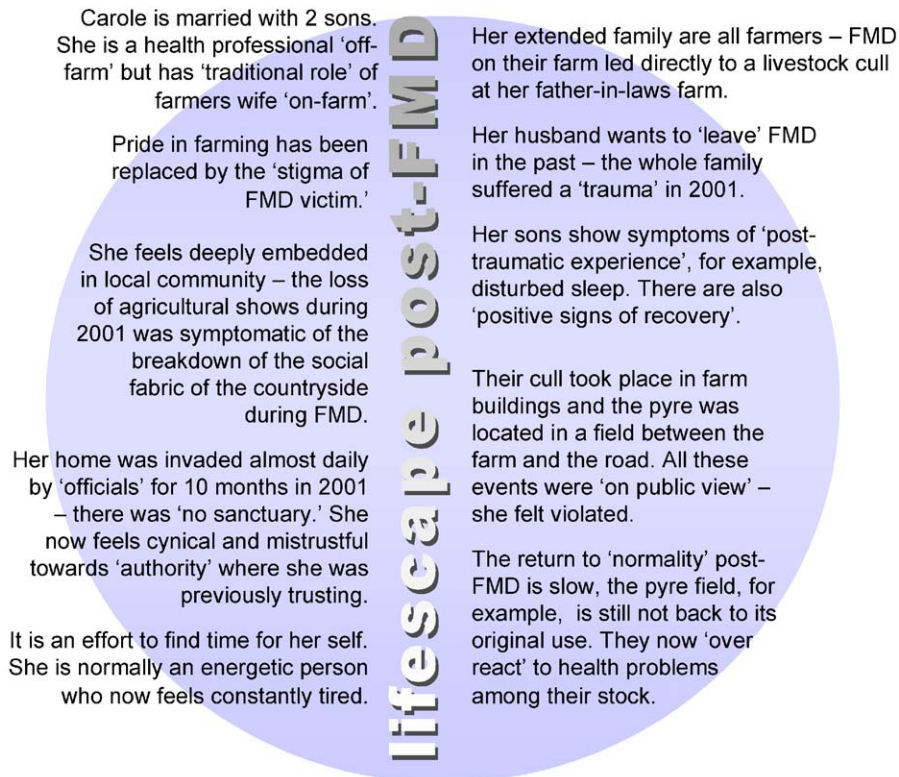 Carole is married with 2 sons.
She is a health professional ‘off-
farm’ but has ‘traditional role’ of
farmers wife ‘on-farm’.
Pride in farming has been
replaced by the ‘stigma of
FMD victim.’
She feels deeply embedded
in local community – the loss
of agricultural shows during
2001 was symptomatic of the
breakdown of the social
fabric of the countryside
during FMD.
Her home was invaded almost daily
by ‘officials’ for 10 months in 2001
– there was ‘no sanctuary.’ She
now feels cynical and mistrustful
towards ‘authority’ where she was
previously trusting.
It is an effort to find time for her self.
She is normally an energetic person
who now feels constantly tired.
lifescape post-FMD
Her extended family are all farmers – FMD
on their farm led directly to a livestock cull
at her father-in-laws farm.
Her husband wants to ‘leave’ FMD
in the past – the whole family
suffered a ‘trauma’ in 2001.
Her sons show symptoms of ‘post-
traumatic experience’, for example,
disturbed sleep. There are also
‘positive signs of recovery’.
Their cull took place in farm
buildings and the pyre was
located in a field between the
farm and the road. All these
events were ‘on public view’ –
she felt violated.
The return to ‘normality’ post-
FMD is slow, the pyre field, for
example,  is still not back to its
original use. They now ‘over
react’ to health problems
among their stock.